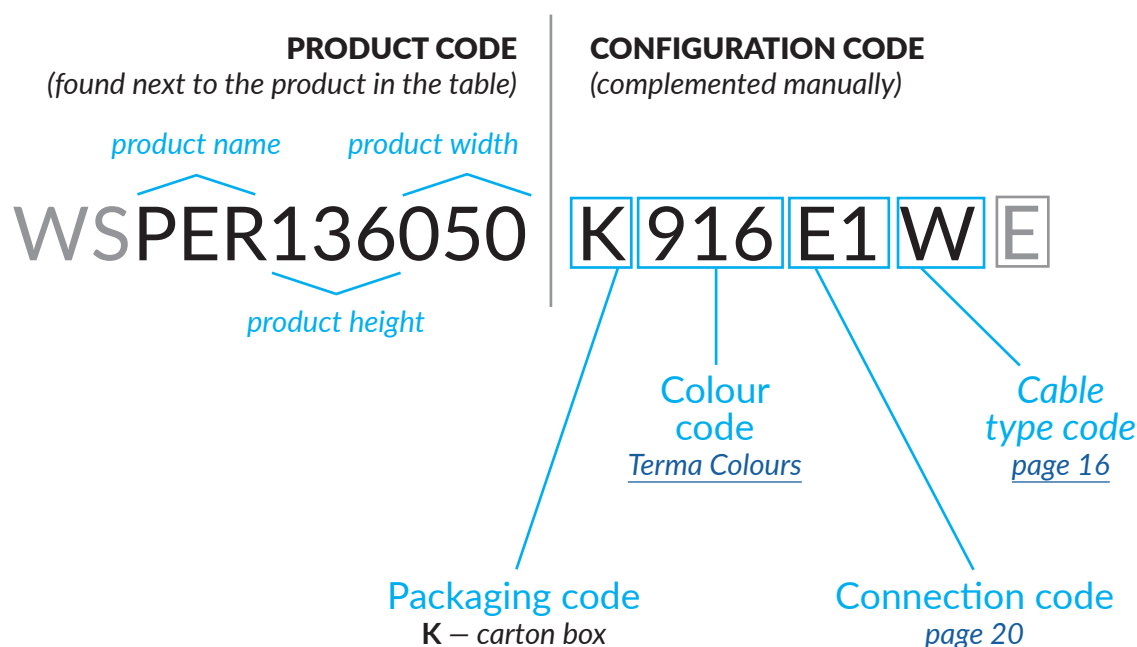 PRODUCT CODE
(found next to the product in the table)
CONFIGURATION CODE
(complemented manually)
product name
product width
WSPER136050
K 916 E1 W E
product height
Colour
code
Terma Colours
Cable
type code
page 16
Packaging code
K – carton box
Connection code
page 20